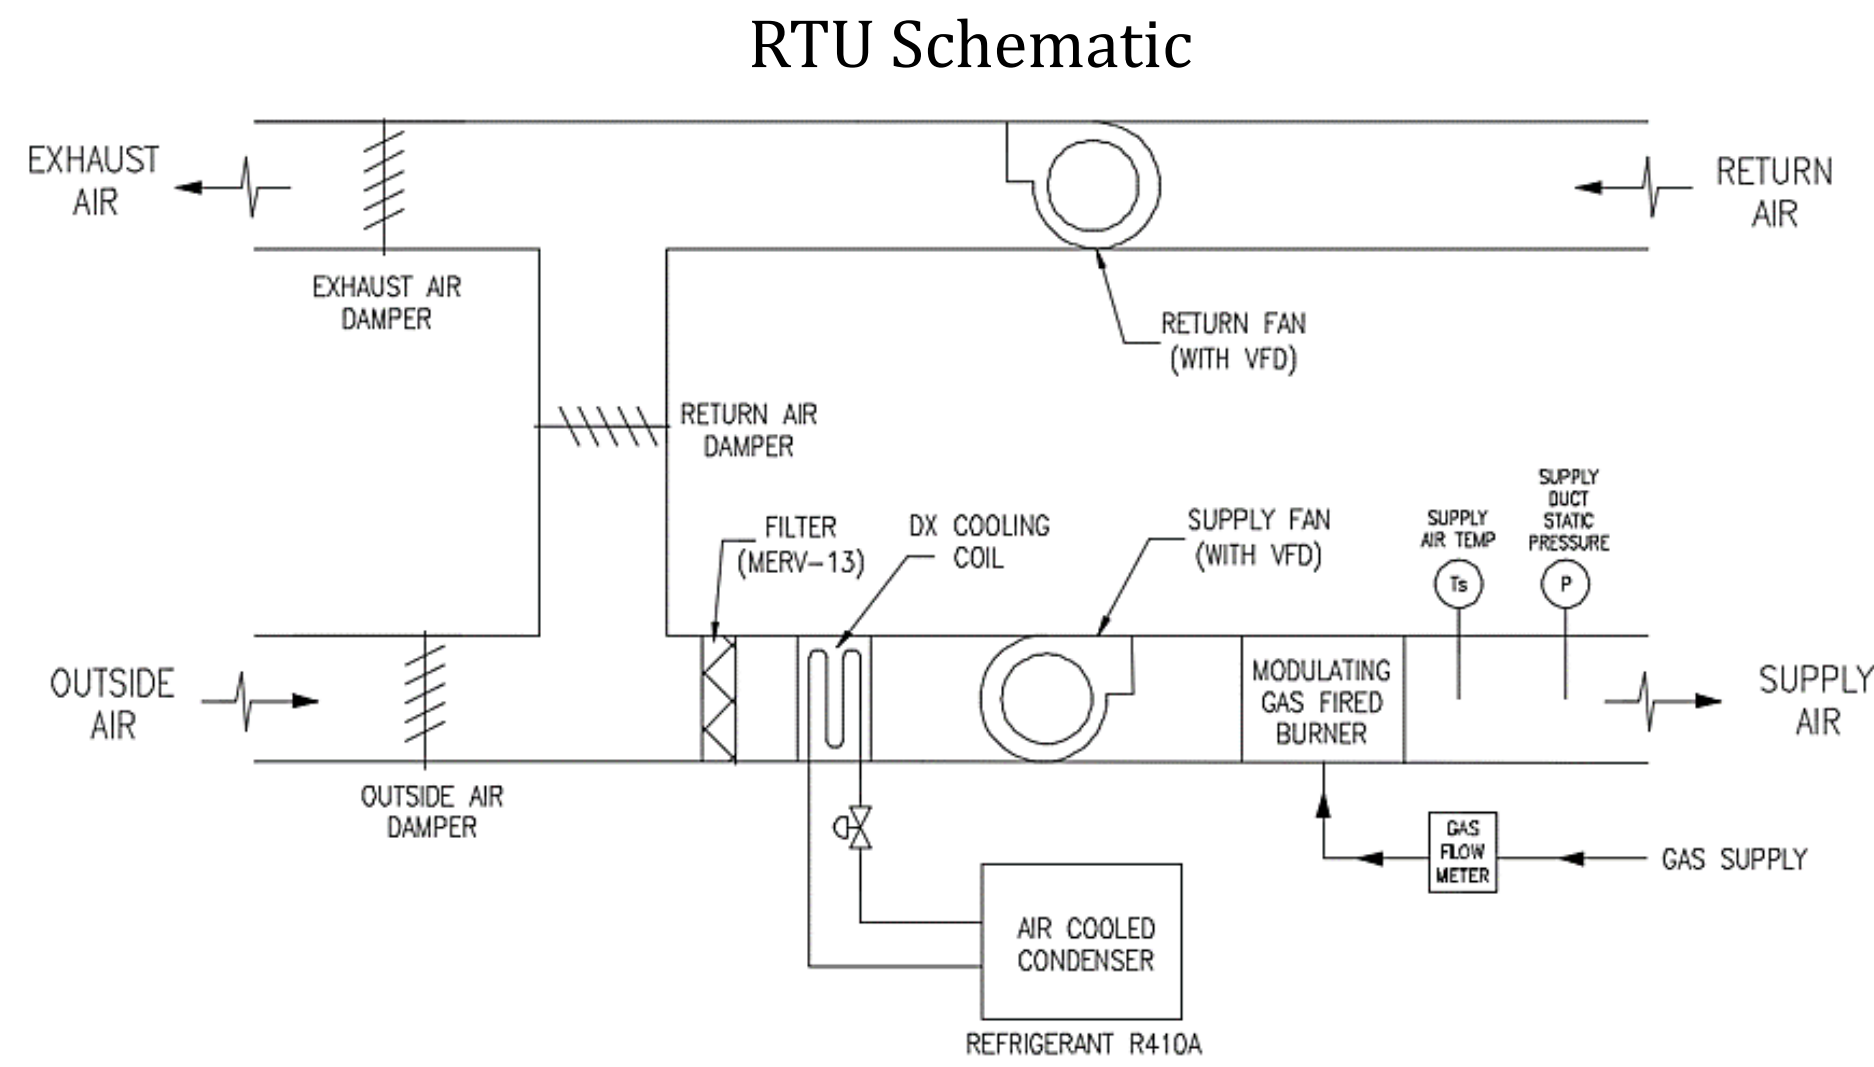 RTU Schematic
EXHAUST
AIR
RETURN
AIR
EXHAUST AIR
DAMPER
RETURN FAN
(WITH VFD)
RETURN AIR
DAMPER
FILTER
(MERV-13)
DX COOLING
COIL
SUPPLY FAN
(WITH VFD)
SUPPLY
AIR TEMP
SUPPLY
DUCT
STATIC
PRESSURE
Ts
P
OUTSIDE
AIR
MODULATING
GAS FIRED
BURNER
SUPPLY
AIR
OUTSIDE AIR
DAMPER
GAS
FLOW
METER
GAS SUPPLY
AIR COOLED
CONDENSER
REFRIGERANT R410A